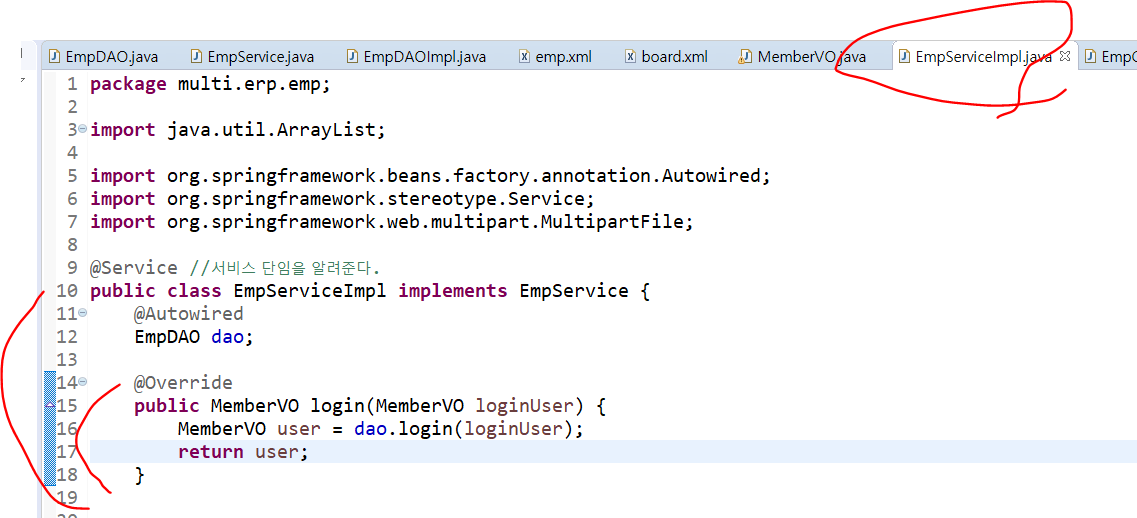 EmpDAO.java EmpService.java EmpDAOImpl.java emp.xml board.xml MemberVO.java EmpServiceImpl.java
1 package multi.erp.emp;
2
3 import java.util.ArrayList;
4
5 import org.springframework.beans.factory.annotation.Autowired;
6 import org.springframework.stereotype.Service;
7 import org.springframework.web.multipart.MultipartFile;
8
9 @Service //서비스 단임을 알려준다.
10 public class EmpServiceImpl implements EmpService {
11 @Autowired
12 EmpDAO dao;
13
14 @Override
15 public MemberVO login(MemberVO loginUser) {
16 MemberVO user = dao.login(loginUser);
17 return user;
18 }
19